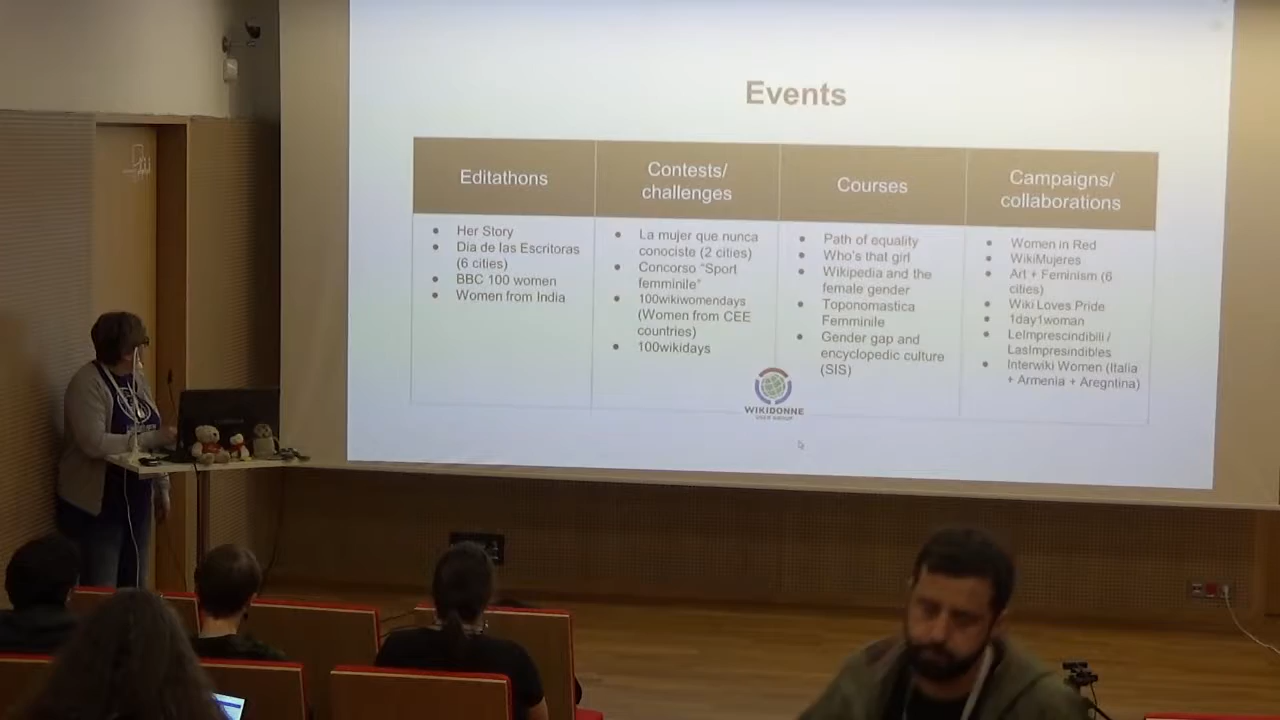 Events
Editathons
Her Story
Dia de las Escritoras
(6 cities)
BBC 100 women
Women from India
Contests/
challenges
La mujer que nunca
conociste (2 cities)
Concorso "Sport
femminile"
100wikiwomendays
(Women from CEE
countries)
100wikidays
Courses
Path of equality
Who's that girl
Wikipedia and the
female gender
Toponomastica
Femminile
Gender gap and
encyclopedic culture
(SIS)
Campaigns/
collaborations
Women in Red
WikiMujeres
Art + Feminism (6
cities)
Wiki Loves Pride
1day1woman
LeImprescindibili /
LasImpresindibles
Interwiki Women (Italia
+ Armenia + Aregntina)
WIKIDONNE
USER GROUP